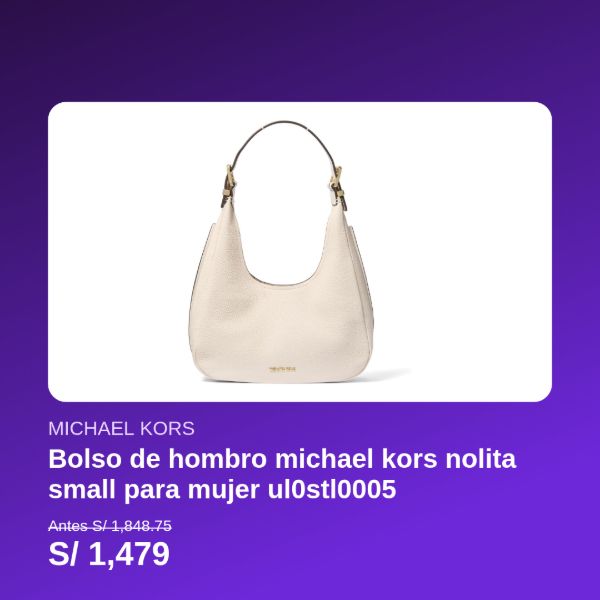 MICHAEL KORS
Bolso de hombro michael kors nolita
small para mujer ul0stl0005
Antes S/ 1,848.75
S/ 1,479